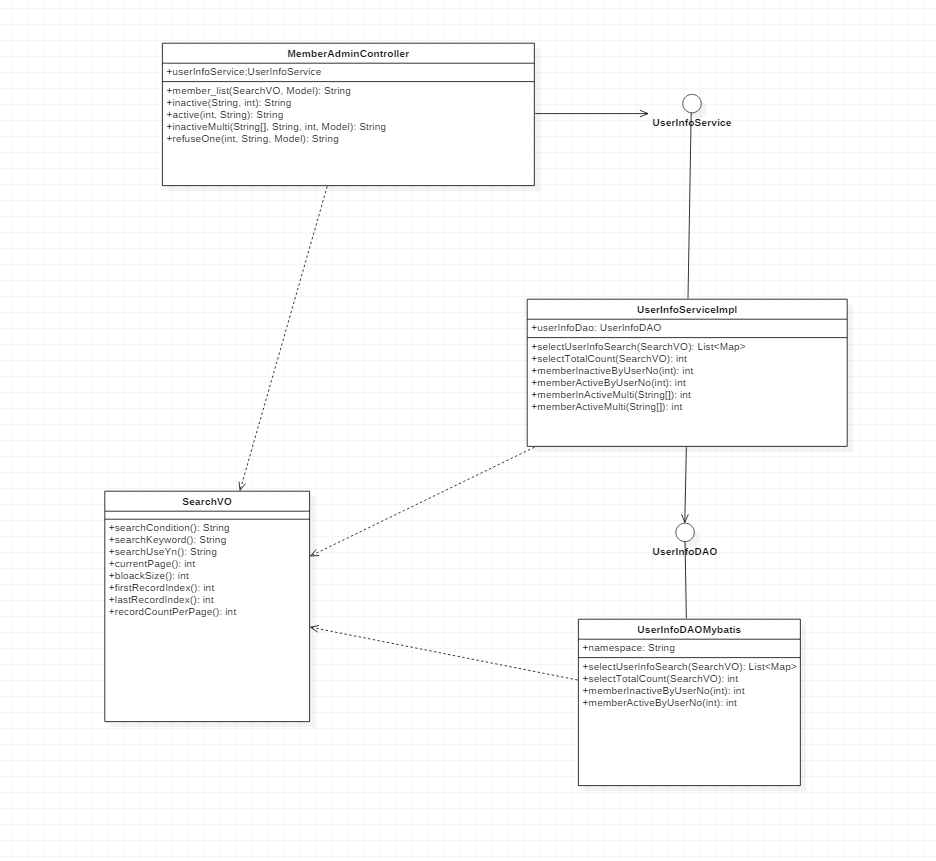 MemberAdminController
+userInfoService;UserInfoService
+member_list(SearchVO, Model): String
+inactive(String, int): String
+active(int, String): String
+inactiveMulti(String[], String, int, Model): String
+refuseOne(int, String, Model): String
UserInfoService
UserInfoServiceImpl
+userinfoDao: UserInfoDAO
+selectUserInfoSearch(SearchVO): List<Map>
+selectTotalCount(SearchVO): int
+memberInactiveByUserNo(int): int
+memberActiveByUserNo(int): int
+memberInActiveMulti(String[]): int
+memberActiveMulti(String[]): int
SearchVO
+searchCondition(): String
+searchKeyword(): String
+searchUseYn(): String
+currentPage(): int
+bloackSize(): int
+firstRecordIndex(): int
+lastRecordIndex(): int
+recordCountPerPage(): int
UserInfoDAO
UserInfoDAOMybatis
+namespace: String
+selectUserInfoSearch(SearchVO): List<Map>
+selectTotalCount(SearchVO): int
+memberInactiveByUserNo(int): int
+memberActiveByUserNo(int): int